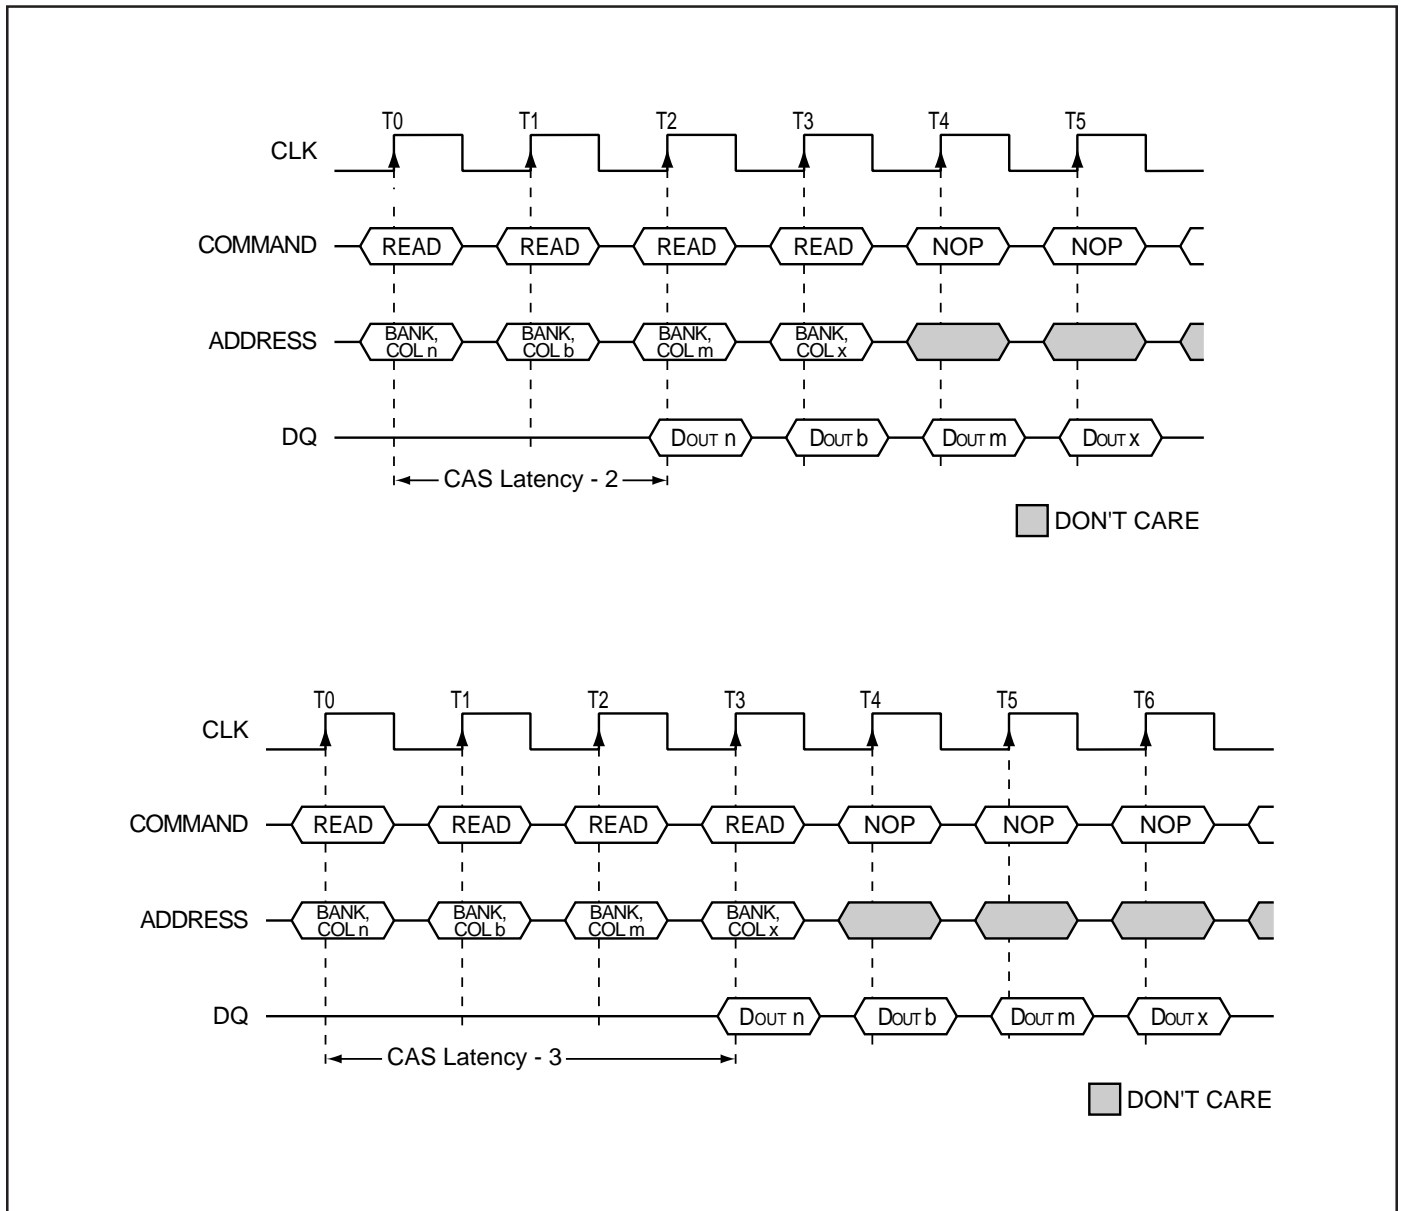 T0 T1 T2 T3 T4 T5
CLK
COMMAND READ READ READ READ NOP NOP
ADDRESS BANK, COL n BANK, COL b BANK, COL m BANK, COL x
DQ DOUT n DOUT b DOUT m DOUT x
CAS Latency - 2
DON'T CARE
T0 T1 T2 T3 T4 T5 T6
CLK
COMMAND READ READ READ READ NOP NOP NOP
ADDRESS BANK, COL n BANK, COL b BANK, COL m BANK, COL x
DQ DOUT n DOUT b DOUT m DOUT x
CAS Latency - 3
DON'T CARE